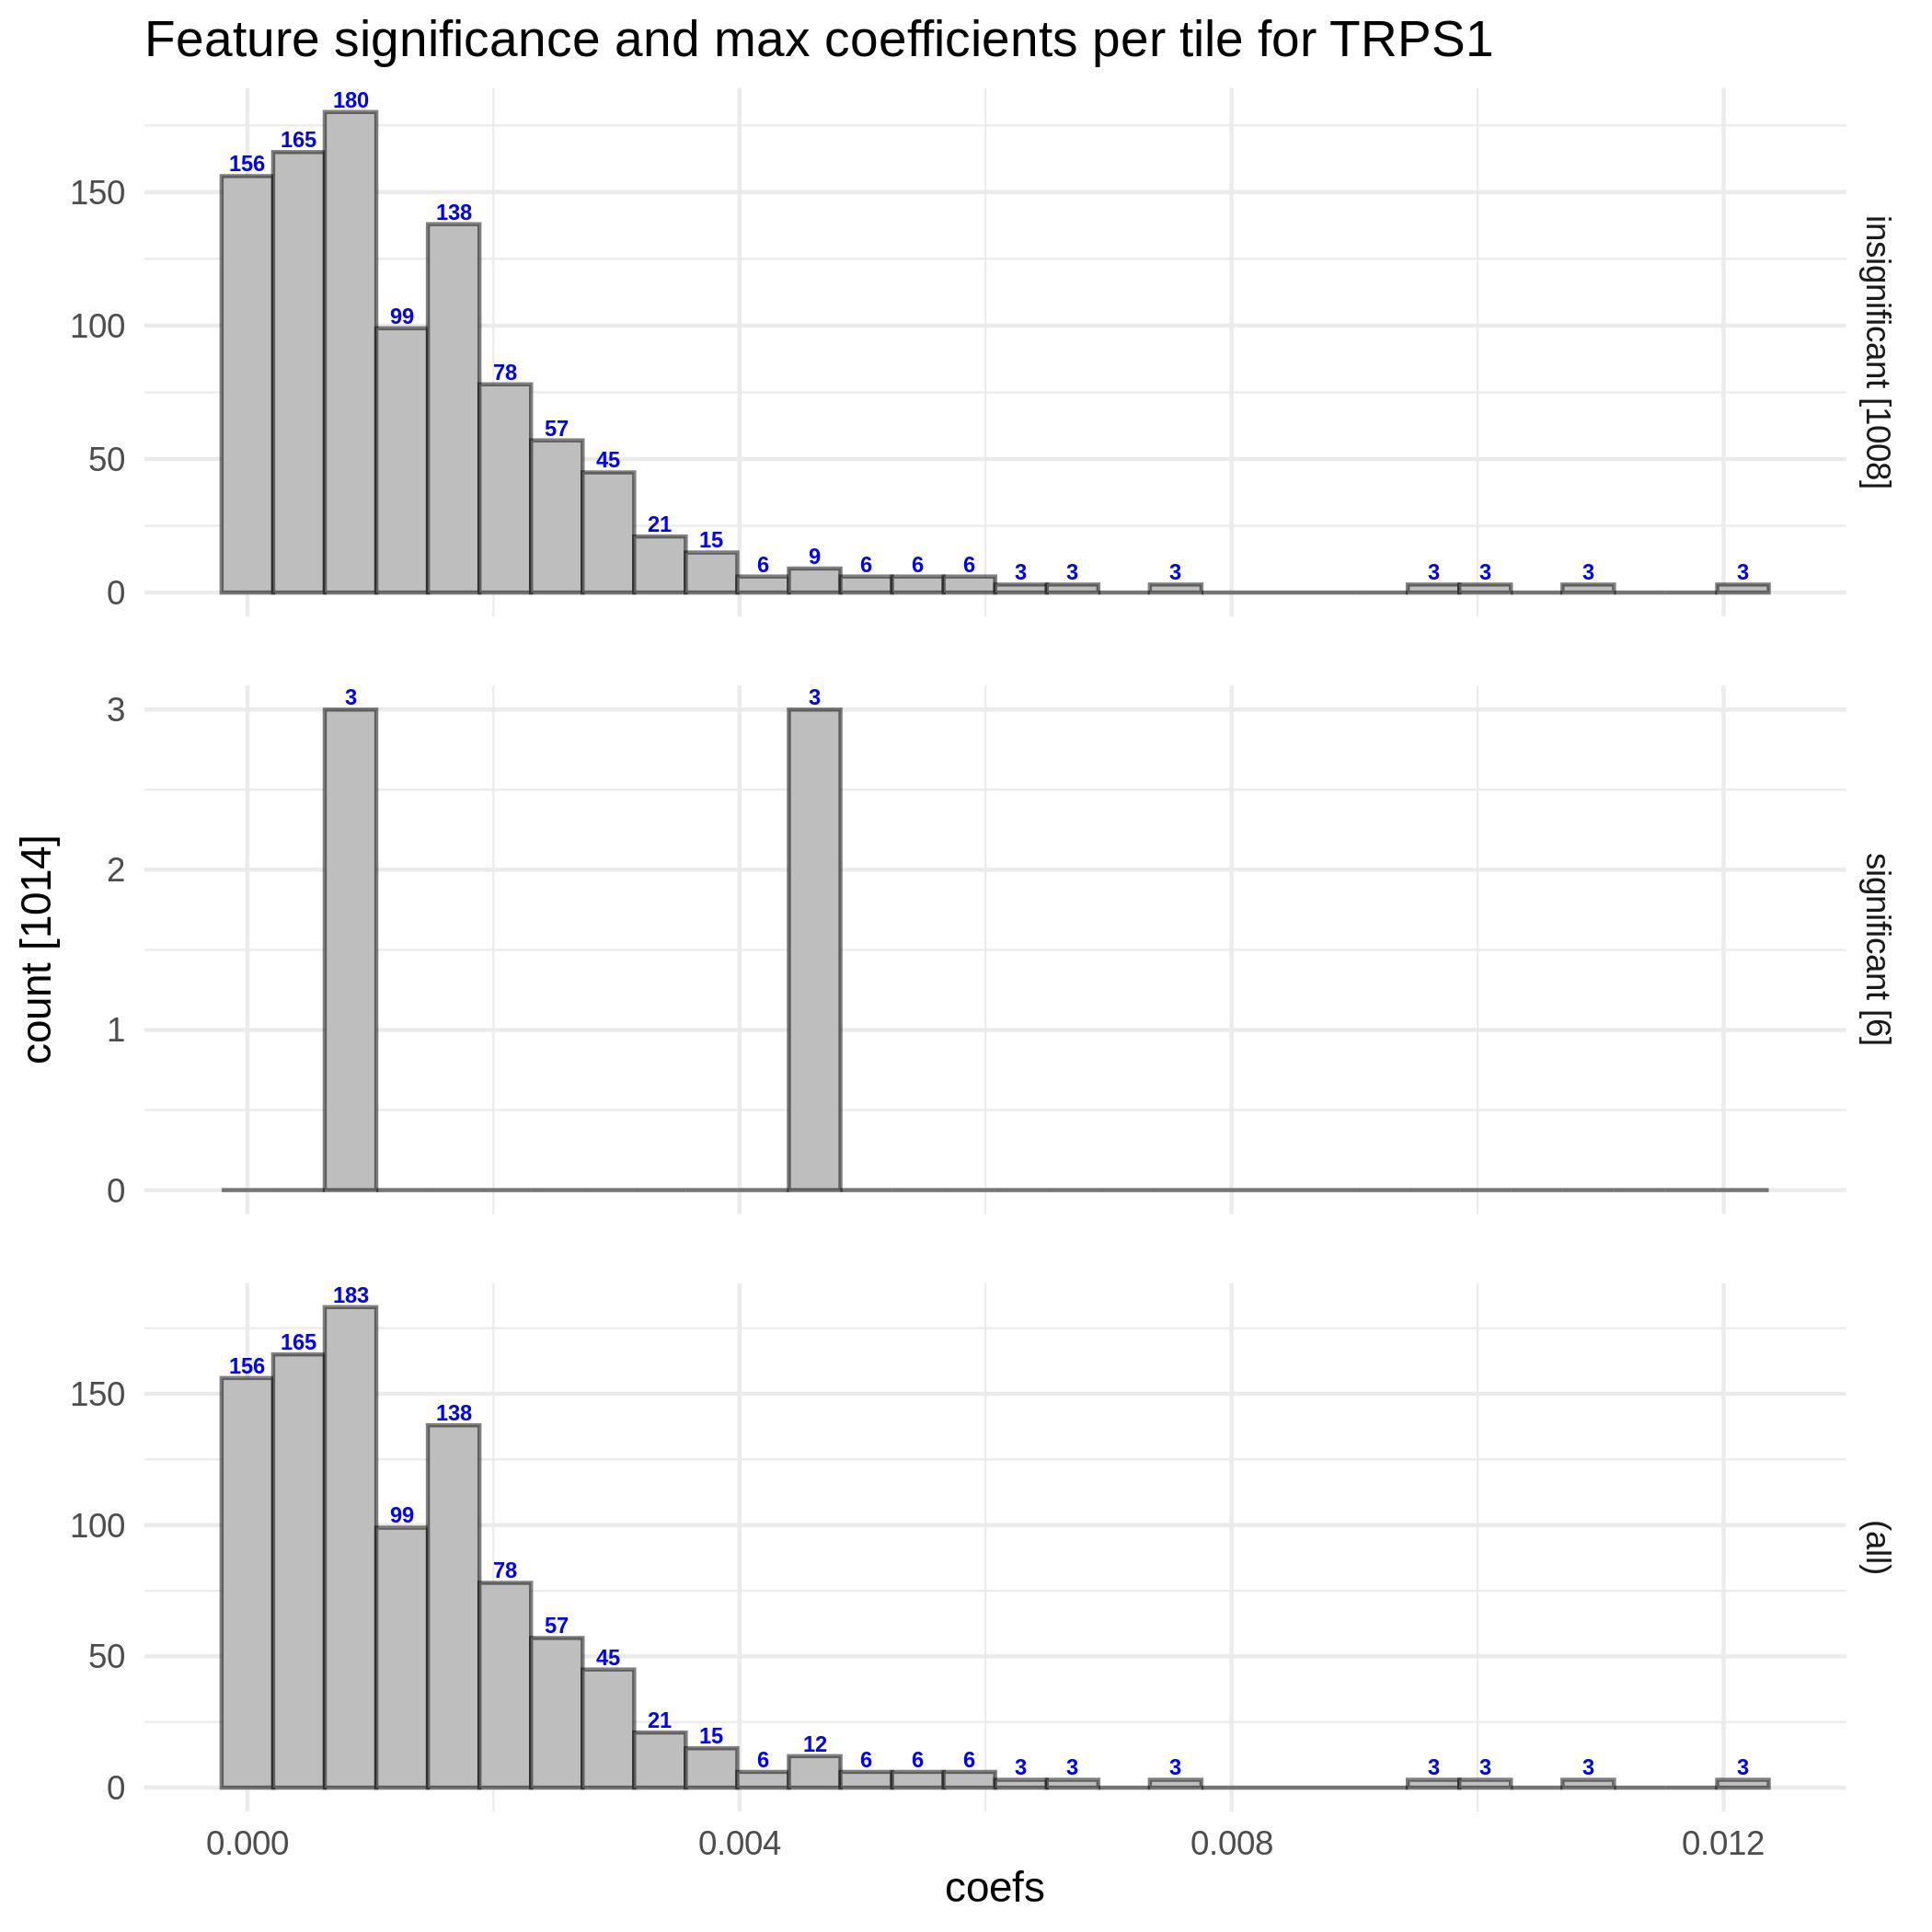 Feature significance and max coefficients per tile for TRPS1
156 165 180 99 138 78 57 45 21 15 6 9 6 6 6 3 3 3 3 3 3 3
150
100
50
0
insignificant [1008]
3 3
3
2
1
0
significant [6]
count [1014]
156 165 183 99 138 78 57 45 21 15 6 12 6 6 6 3 3 3 3 3 3 3
150
100
50
0
(all)
0.000 0.004 0.008 0.012
coefs